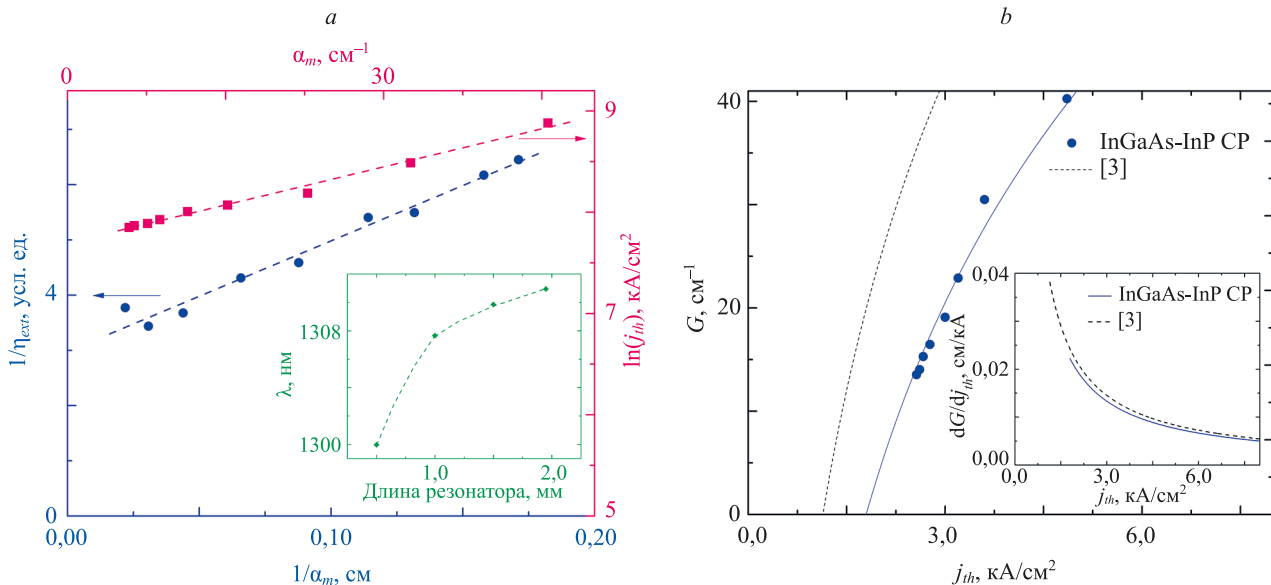 a
α_m, см⁻¹
0 30
1/η_ext, усл. ед.
4
0
9
7
5
ln(j_th), кА/см²
λ, нм
1308
1300
1,0 2,0
Длина резонатора, мм
0,00 0,10 0,20
1/α_m, см
b
40
20
0
G, см⁻¹
InGaAs-InP СР
[3]
0,04
0,02
0,00
dG/dj_th, см/кА
InGaAs-InP СР
[3]
0,0 3,0 6,0
j_th, кА/см²
0,0 3,0 6,0
j_th, кА/см²